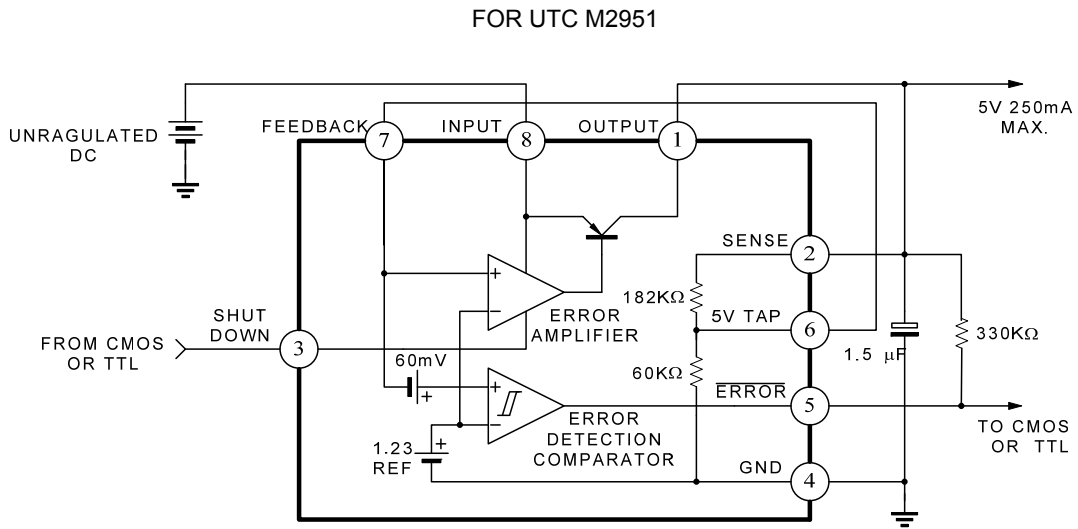 FOR UTC M2951
UNRAGULATED
DC
FEEDBACK
7
INPUT
8
OUTPUT
1
5V 250mA
MAX.
SENSE
2
182KΩ
5V TAP
6
+
−
ERROR
AMPLIFIER
SHUT
DOWN
3
FROM CMOS
OR TTL
60mV
+
60KΩ
1.5 μF
330KΩ
ERROR
5
+
−
ERROR
DETECTION
COMPARATOR
TO CMOS
OR TTL
1.23
REF
+
GND
4